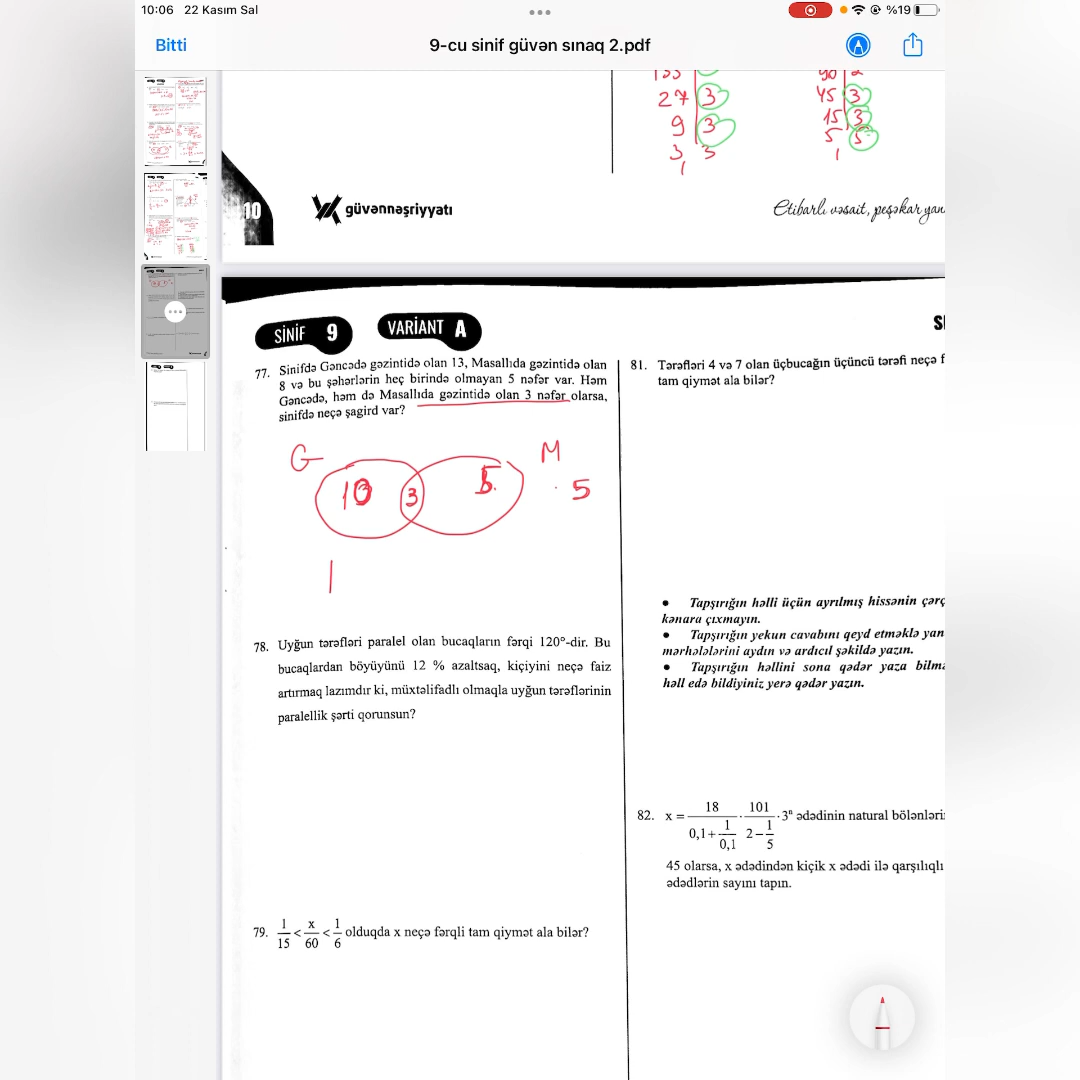 10:06 22 Kasım Sal
%19
Bitti
9-cu sinif güvən sınaq 2.pdf
27 3
9 3
3 3
1
90 2
45 3
15 3
5 5
1
10
güvənnəşriyyatı
Etibarlı vəsait, peşəkar yan
SİNİF 9
VARİANT A
77. Sinifdə Gəncədə gəzintidə olan 13, Masallıda gəzintidə olan
8 və bu şəhərlərin heç birində olmayan 5 nəfər var. Həm
Gəncədə, həm də Masallıda gəzintidə olan 3 nəfər olarsa,
sinifdə neçə şagird var?
G
M
10 3 5 5
78. Uyğun tərəfləri paralel olan bucaqların fərqi 120°-dir. Bu
bucaqlardan böyüyünü 12 % azaltsaq, kiçiyini neçə faiz
artırmaq lazımdır ki, müxtəlifadlı olmaqla uyğun tərəflərinin
paralellik şərti qorunsun?
79. 1/15 < x/60 < 1/6 olduqda x neçə fərqli tam qiymət ala bilər?
81. Tərəfləri 4 və 7 olan üçbucağın üçüncü tərəfi neçə f
tam qiymət ala bilər?
• Tapşırığın həlli üçün ayrılmış hissənin çərç
kənara çıxmayın.
• Tapşırığın yekun cavabını qeyd etməklə yan
mərhələlərini aydın və ardıcıl şəkildə yazın.
• Tapşırığın həllini sona qədər yaza bilmə
həll edə bildiyiniz yerə qədər yazın.
82. x = 18/(0,1+1/0,1) · 101/(2−1/5) · 3ⁿ ədədinin natural bölənləri
45 olarsa, x ədədindən kiçik x ədədi ilə qarşılıqlı
ədədlərin sayını tapın.